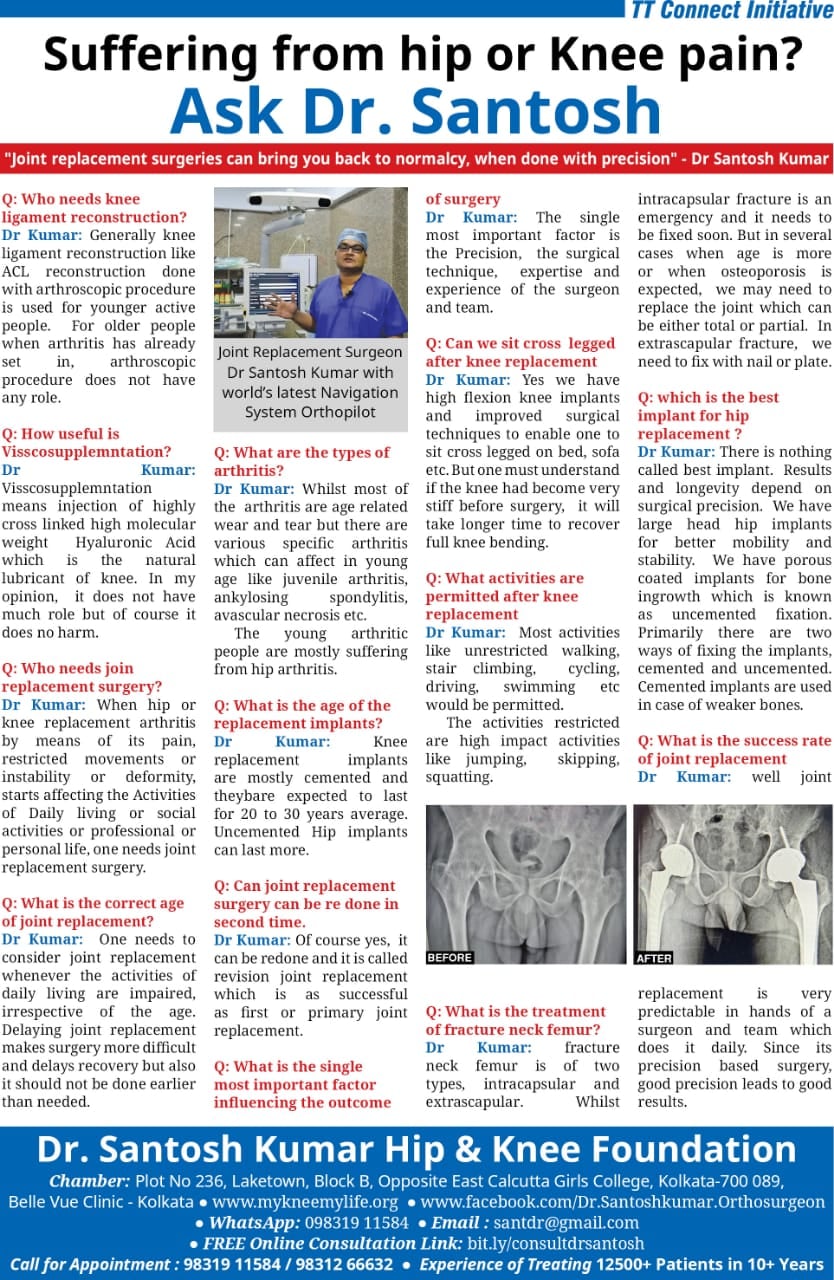 TT Connect Initiative
Suffering from hip or Knee pain?
Ask Dr. Santosh
"Joint replacement surgeries can bring you back to normalcy, when done with precision" - Dr Santosh Kumar
Q: Who needs knee
ligament reconstruction?
Dr Kumar: Generally knee
ligament reconstruction like
ACL reconstruction done
with arthroscopic procedure
is used for younger active
people. For older people
when arthritis has already
set in, arthroscopic
procedure does not have
any role.
Q: How useful is
Visscosupplemntation?
Dr Kumar:
Visscosupplemntation
means injection of highly
cross linked high molecular
weight Hyaluronic Acid
which is the natural
lubricant of knee. In my
opinion, it does not have
much role but of course it
does no harm.
Q: Who needs join
replacement surgery?
Dr Kumar: When hip or
knee replacement arthritis
by means of its pain,
restricted movements or
instability or deformity,
starts affecting the Activities
of Daily living or social
activities or professional or
personal life, one needs joint
replacement surgery.
Q: What is the correct age
of joint replacement?
Dr Kumar: One needs to
consider joint replacement
whenever the activities of
daily living are impaired,
irrespective of the age.
Delaying joint replacement
makes surgery more difficult
and delays recovery but also
it should not be done earlier
than needed.
Joint Replacement Surgeon
Dr Santosh Kumar with
world's latest Navigation
System Orthopilot
Q: What are the types of
arthritis?
Dr Kumar: Whilst most of
the arthritis are age related
wear and tear but there are
various specific arthritis
which can affect in young
age like juvenile arthritis,
ankylosing spondylitis,
avascular necrosis etc.
The young arthritic
people are mostly suffering
from hip arthritis.
Q: What is the age of the
replacement implants?
Dr Kumar: Knee
replacement implants
are mostly cemented and
theybare expected to last
for 20 to 30 years average.
Uncemented Hip implants
can last more.
Q: Can joint replacement
surgery can be re done in
second time.
Dr Kumar: Of course yes, it
can be redone and it is called
revision joint replacement
which is as successful
as first or primary joint
replacement.
Q: What is the single
most important factor
influencing the outcome
of surgery
Dr Kumar: The single
most important factor is
the Precision, the surgical
technique, expertise and
experience of the surgeon
and team.
Q: Can we sit cross legged
after knee replacement
Dr Kumar: Yes we have
high flexion knee implants
and improved surgical
techniques to enable one to
sit cross legged on bed, sofa
etc. But one must understand
if the knee had become very
stiff before surgery, it will
take longer time to recover
full knee bending.
Q: What activities are
permitted after knee
replacement
Dr Kumar: Most activities
like unrestricted walking,
stair climbing, cycling,
driving, swimming etc
would be permitted.
The activities restricted
are high impact activities
like jumping, skipping,
squatting.
BEFORE
Q: What is the treatment
of fracture neck femur?
Dr Kumar: fracture
neck femur is of two
types, intracapsular and
extrascapular. Whilst
intracapsular fracture is an
emergency and it needs to
be fixed soon. But in several
cases when age is more
or when osteoporosis is
expected, we may need to
replace the joint which can
be either total or partial. In
extrascapular fracture, we
need to fix with nail or plate.
Q: which is the best
implant for hip
replacement ?
Dr Kumar: There is nothing
called best implant. Results
and longevity depend on
surgical precision. We have
large head hip implants
for better mobility and
stability. We have porous
coated implants for bone
ingrowth which is known
as uncemented fixation.
Primarily there are two
ways of fixing the implants,
cemented and uncemented.
Cemented implants are used
in case of weaker bones.
Q: What is the success rate
of joint replacement
Dr Kumar: well joint
AFTER
replacement is very
predictable in hands of a
surgeon and team which
does it daily. Since its
precision based surgery,
good precision leads to good
results.
Dr. Santosh Kumar Hip & Knee Foundation
Chamber: Plot No 236, Laketown, Block B, Opposite East Calcutta Girls College, Kolkata-700 089,
Belle Vue Clinic - Kolkata ● www.mykneemylife.org ● www.facebook.com/Dr.Santoshkumar.Orthosurgeon
● WhatsApp: 098319 11584 ● Email : santdr@gmail.com
● FREE Online Consultation Link: bit.ly/consultdrsantosh
Call for Appointment : 98319 11584 / 98312 66632 ● Experience of Treating 12500+ Patients in 10+ Years